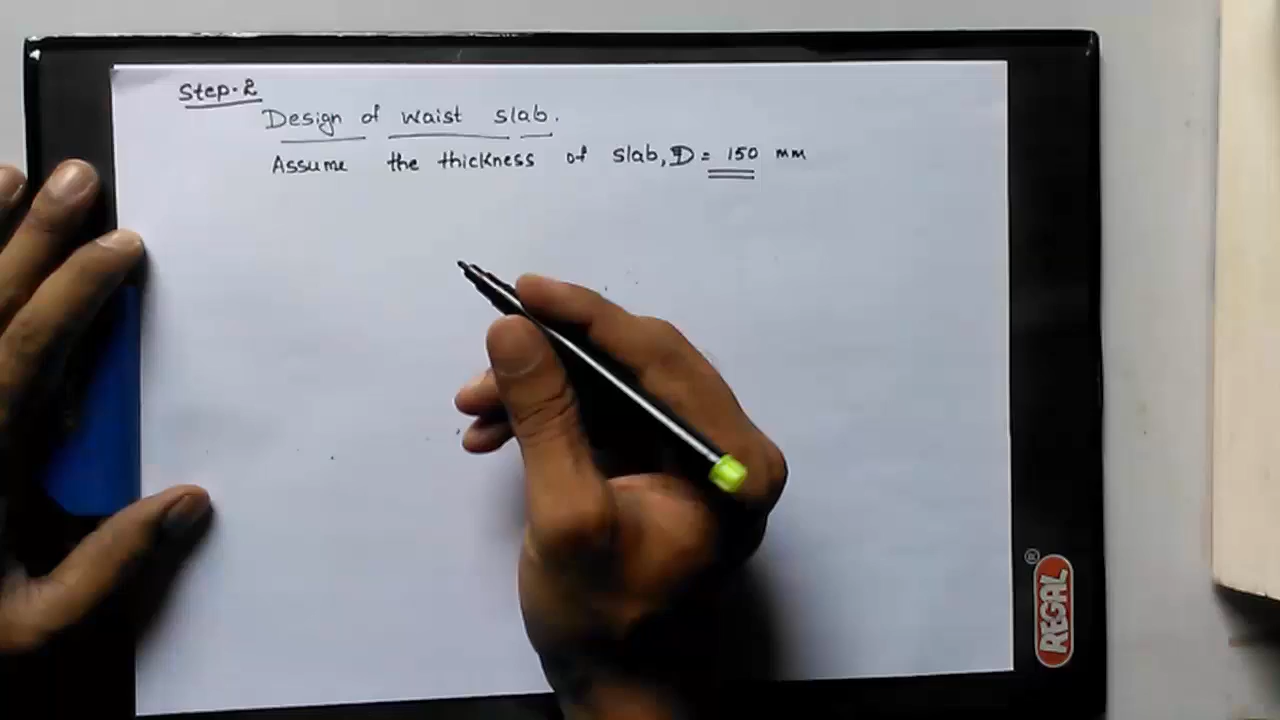 Step-2
Design of waist slab.
Assume the thickness of slab, D = 150 mm
REGAL®